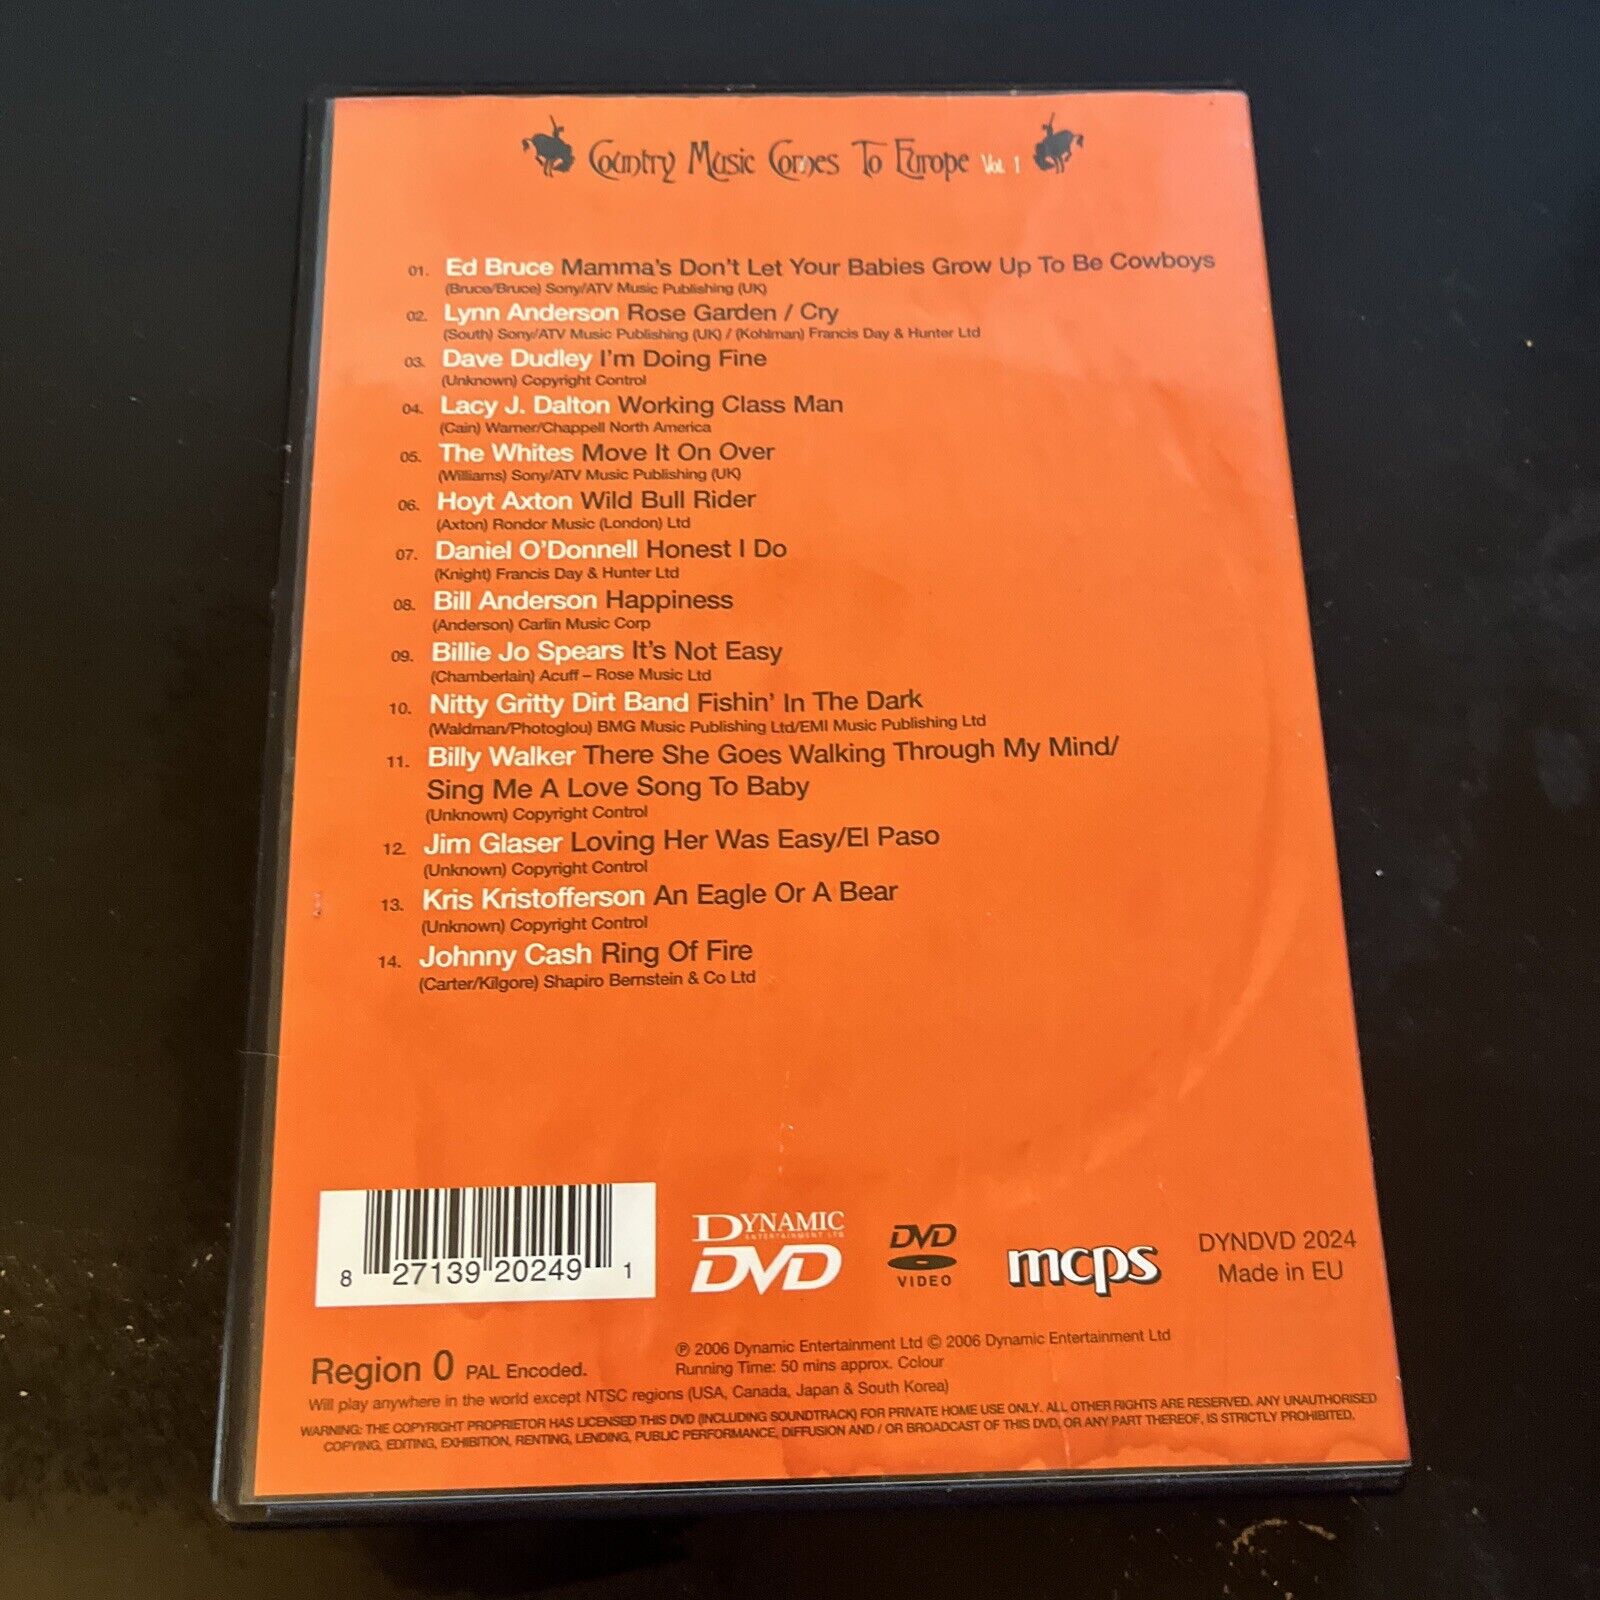 Country Music Comes To Europe Vol. 1
01. Ed Bruce Mamma's Don't Let Your Babies Grow Up To Be Cowboys
(Bruce/Bruce) Sony/ATV Music Publishing (UK)
02. Lynn Anderson Rose Garden / Cry
(South) Sony/ATV Music Publishing (UK) / (Kohlman) Francis Day & Hunter Ltd
03. Dave Dudley I'm Doing Fine
(Unknown) Copyright Control
04. Lacy J. Dalton Working Class Man
(Cain) Warner/Chappell North America
05. The Whites Move It On Over
(Williams) Sony/ATV Music Publishing (UK)
06. Hoyt Axton Wild Bull Rider
(Axton) Rondor Music (London) Ltd
07. Daniel O'Donnell Honest I Do
(Knight) Francis Day & Hunter Ltd
08. Bill Anderson Happiness
(Anderson) Carlin Music Corp
09. Billie Jo Spears It's Not Easy
(Chamberlain) Acuff – Rose Music Ltd
10. Nitty Gritty Dirt Band Fishin' In The Dark
(Waldman/Photoglou) BMG Music Publishing Ltd/EMI Music Publishing Ltd
11. Billy Walker There She Goes Walking Through My Mind/
Sing Me A Love Song To Baby
(Unknown) Copyright Control
12. Jim Glaser Loving Her Was Easy/El Paso
(Unknown) Copyright Control
13. Kris Kristofferson An Eagle Or A Bear
(Unknown) Copyright Control
14. Johnny Cash Ring Of Fire
(Carter/Kilgore) Shapiro Bernstein & Co Ltd
8 27139 20249 1
DYNAMIC
ENTERTAINMENT LTD
DVD
DVD
VIDEO
mcps
DYNDVD 2024
Made in EU
℗ 2006 Dynamic Entertainment Ltd © 2006 Dynamic Entertainment Ltd
Running Time: 50 mins approx. Colour
Region 0 PAL Encoded.
Will play anywhere in the world except NTSC regions (USA, Canada, Japan & South Korea)
WARNING: THE COPYRIGHT PROPRIETOR HAS LICENSED THIS DVD (INCLUDING SOUNDTRACK) FOR PRIVATE HOME USE ONLY. ALL OTHER RIGHTS ARE RESERVED. ANY UNAUTHORISED
COPYING, EDITING, EXHIBITION, RENTING, LENDING, PUBLIC PERFORMANCE, DIFFUSION AND / OR BROADCAST OF THIS DVD, OR ANY PART THEREOF, IS STRICTLY PROHIBITED.